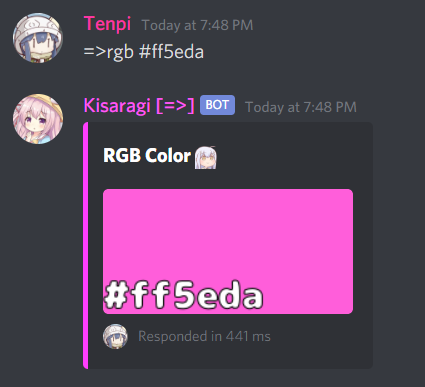 Tenpi Today at 7:48 PM
=>rgb #ff5eda
Kisaragi [=>] BOT Today at 7:48 PM
RGB Color
#ff5eda
Responded in 441 ms